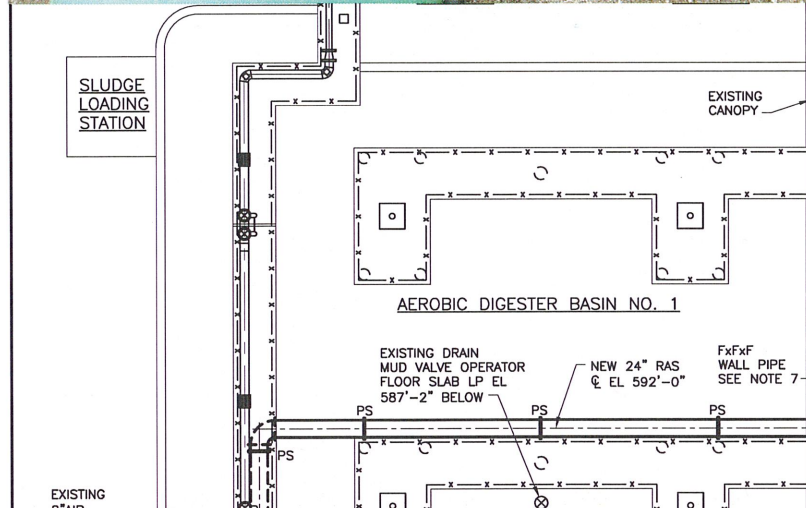 SLUDGE
LOADING
STATION
EXISTING
CANOPY
AEROBIC DIGESTER BASIN NO. 1
EXISTING DRAIN
MUD VALVE OPERATOR
FLOOR SLAB LP EL
587'-2" BELOW
NEW 24" RAS
℄ EL 592'-0"
FxFxF
WALL PIPE
SEE NOTE 7
PS
PS
PS
PS
EXISTING